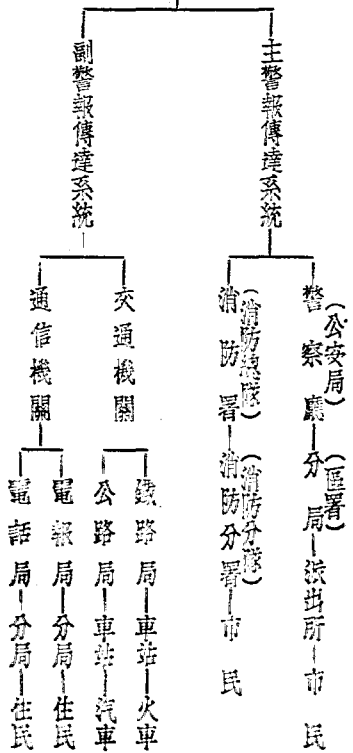 主警報傳達系統
警察廳
(公安局)
分局
(區署)
派出所
市民
消防署
(消防總隊)
消防分署
(消防分隊)
市民
副警報傳達系統
交通機關
鐵路局
車站
火車
公路局
車站
汽車
通信機關
電報局
分局
住民
電話局
分局
住民